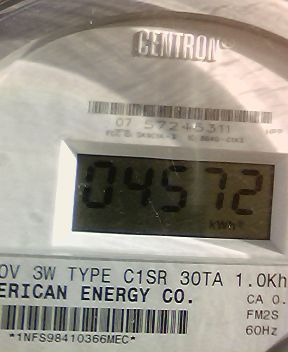 CENTRON®
07 57245311
04572
kWh
0V 3W TYPE C1SR 30TA 1.0Kh
ERICAN ENERGY CO.
CA 0.
FM2S
60Hz
*1NFS98410366MEC*